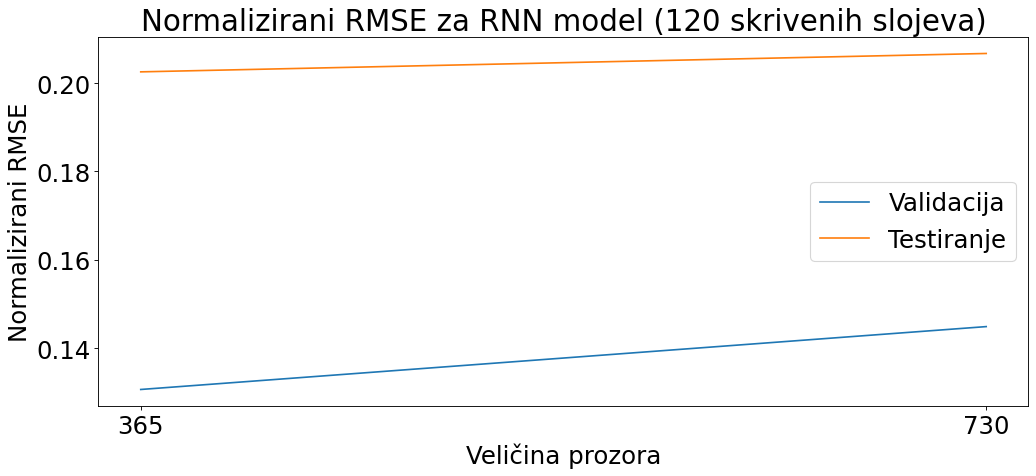 Normalizirani RMSE za RNN model (120 skrivenih slojeva)
Normalizirani RMSE
0.20
0.18
0.16
0.14
Validacija
Testiranje
365
730
Veličina prozora